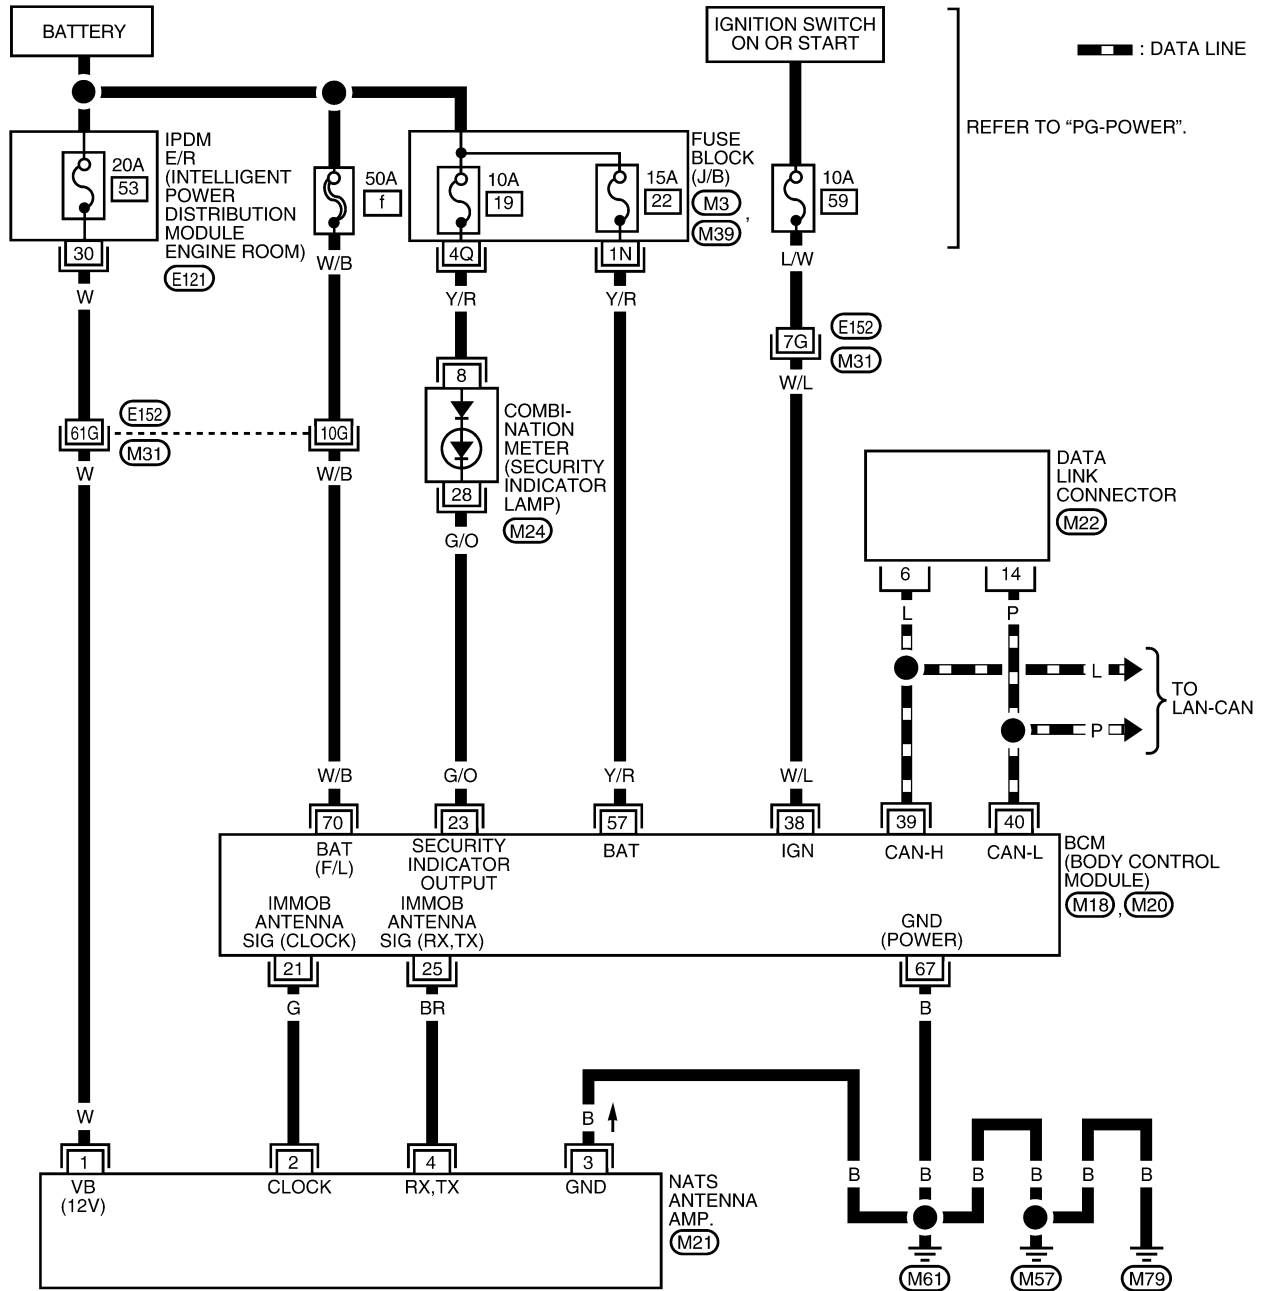 BATTERY
IGNITION SWITCH
ON OR START
: DATA LINE
REFER TO “PG-POWER”.
IPDM
E/R
(INTELLIGENT
POWER
DISTRIBUTION
MODULE
ENGINE ROOM)
E121
20A
53
50A
f
10A
19
15A
22
FUSE
BLOCK
(J/B)
M3
,
M39
10A
59
30
4Q
1N
W
W/B
Y/R
Y/R
L/W
7G
E152
M31
W/L
8
61G
E152
M31
10G
W
W/B
COMBI-
NATION
METER
(SECURITY
INDICATOR
LAMP)
M24
28
G/O
DATA
LINK
CONNECTOR
M22
6
14
L
P
L
P
TO
LAN-CAN
W/B
G/O
Y/R
W/L
70
23
57
38
39
40
BAT
(F/L)
SECURITY
INDICATOR
OUTPUT
BAT
IGN
CAN-H
CAN-L
BCM
(BODY CONTROL
MODULE)
M18 , M20
IMMOB
ANTENNA
SIG (CLOCK)
IMMOB
ANTENNA
SIG (RX,TX)
GND
(POWER)
21
25
67
G
BR
B
W
B
1
2
4
3
VB
(12V)
CLOCK
RX,TX
GND
NATS
ANTENNA
AMP.
M21
B
B
B
B
B
B
M61
M57
M79